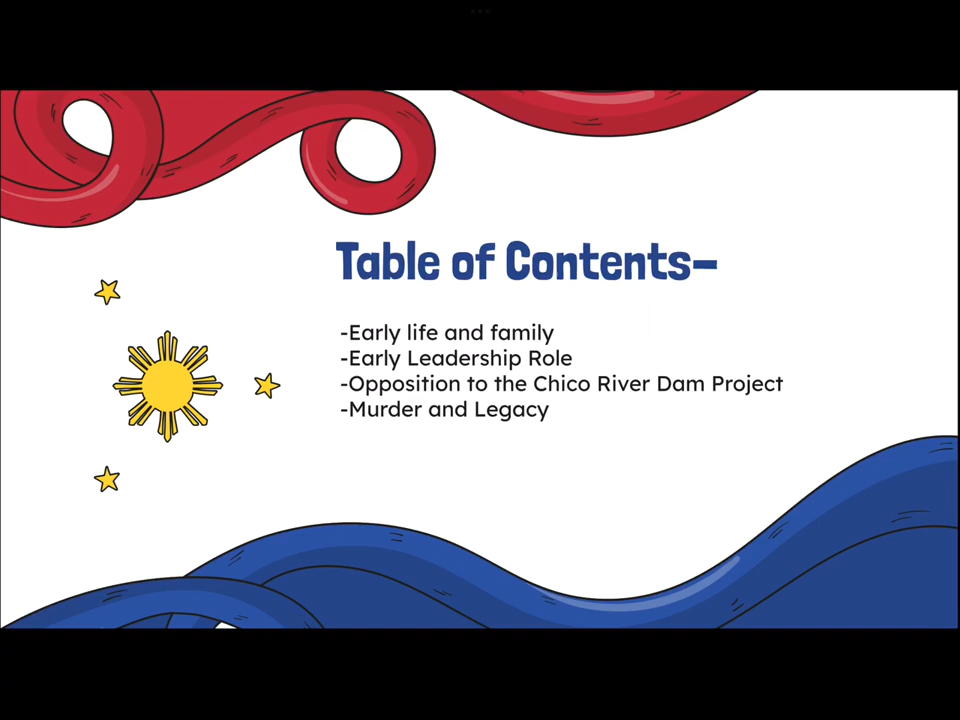 Table of Contents-
-Early life and family
-Early Leadership Role
-Opposition to the Chico River Dam Project
-Murder and Legacy